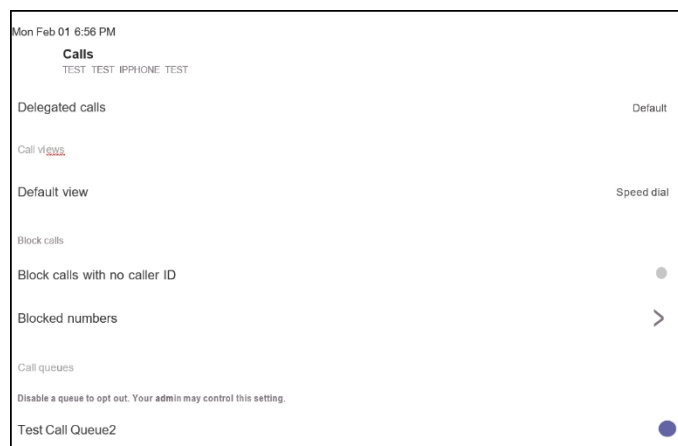 Mon Feb 01 6:56 PM
Calls
TEST TEST IPPHONE TEST
Delegated calls Default
Call views
Default view Speed dial
Block calls
Block calls with no caller ID
Blocked numbers
Call queues
Disable a queue to opt out. Your admin may control this setting.
Test Call Queue2